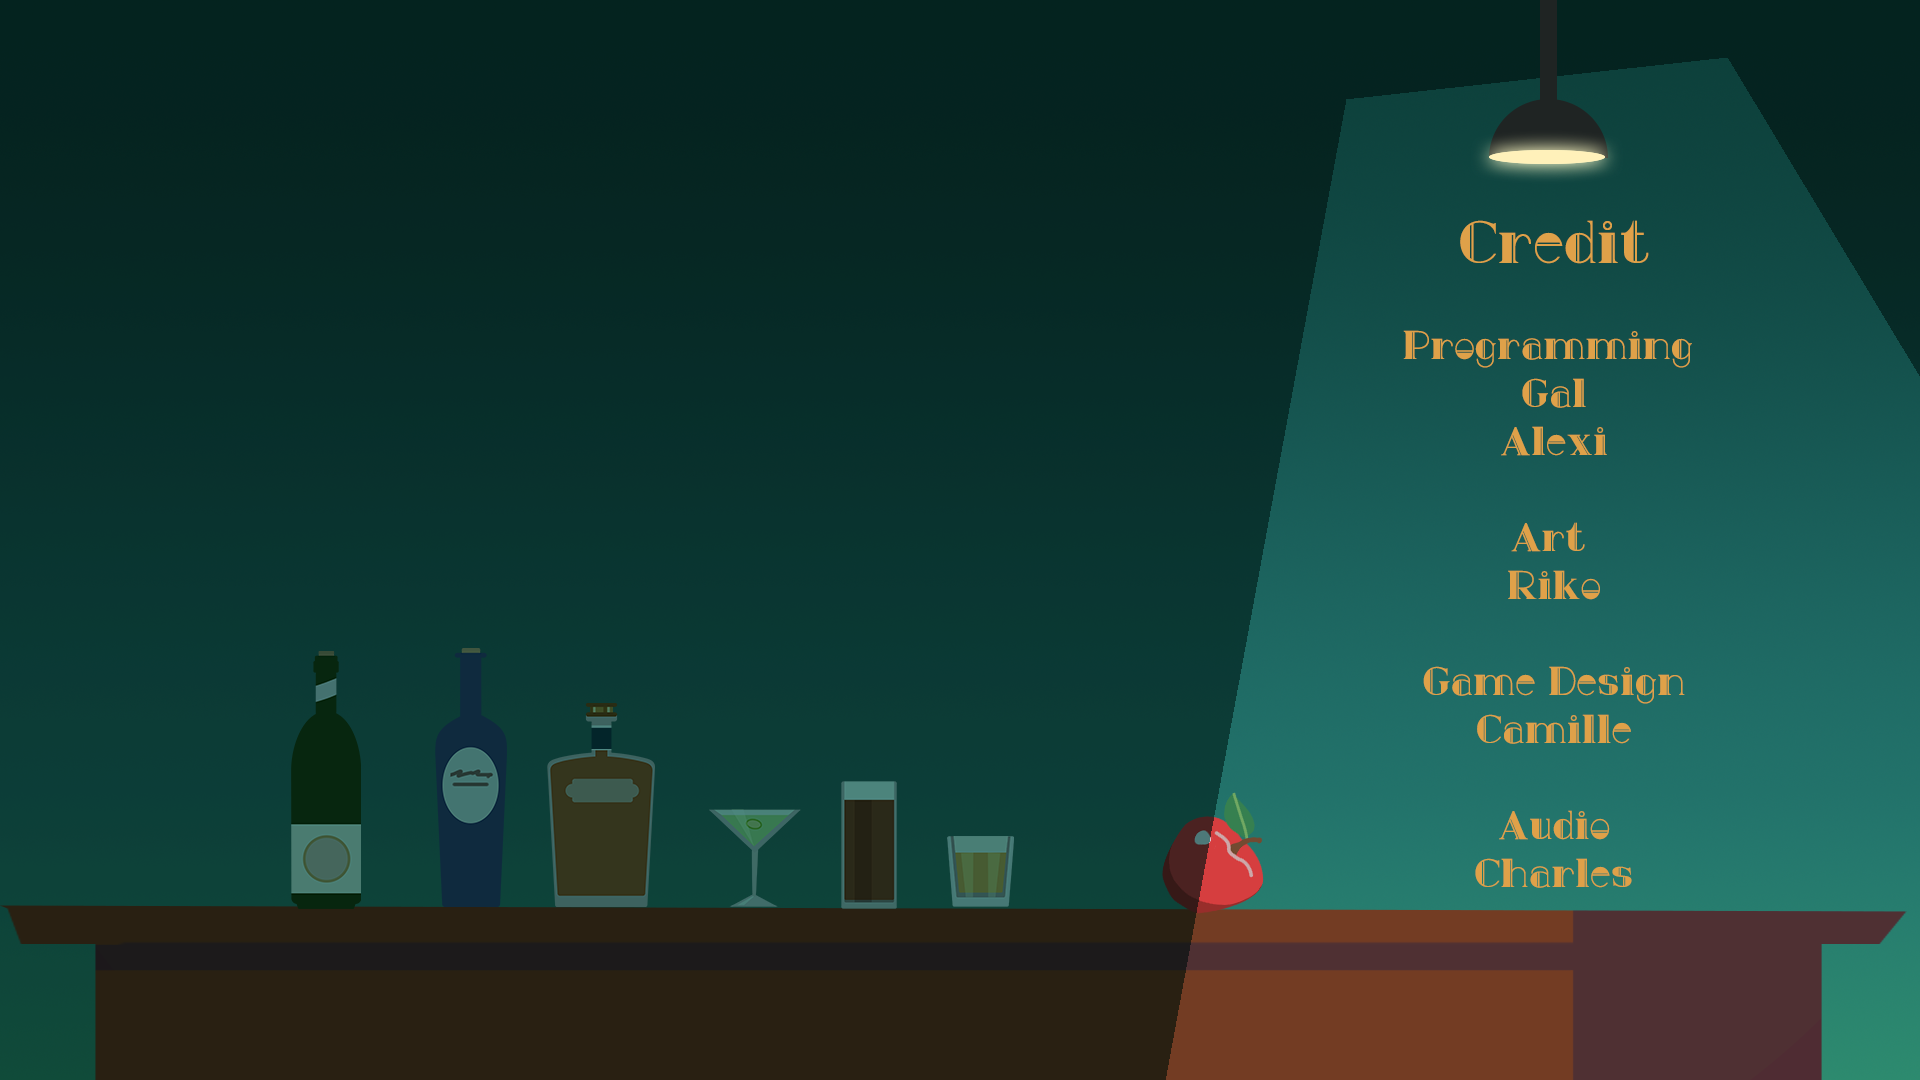 Credit
Programming
Gal
Alexi
Art
Riko
Game Design
Camille
Audio
Charles